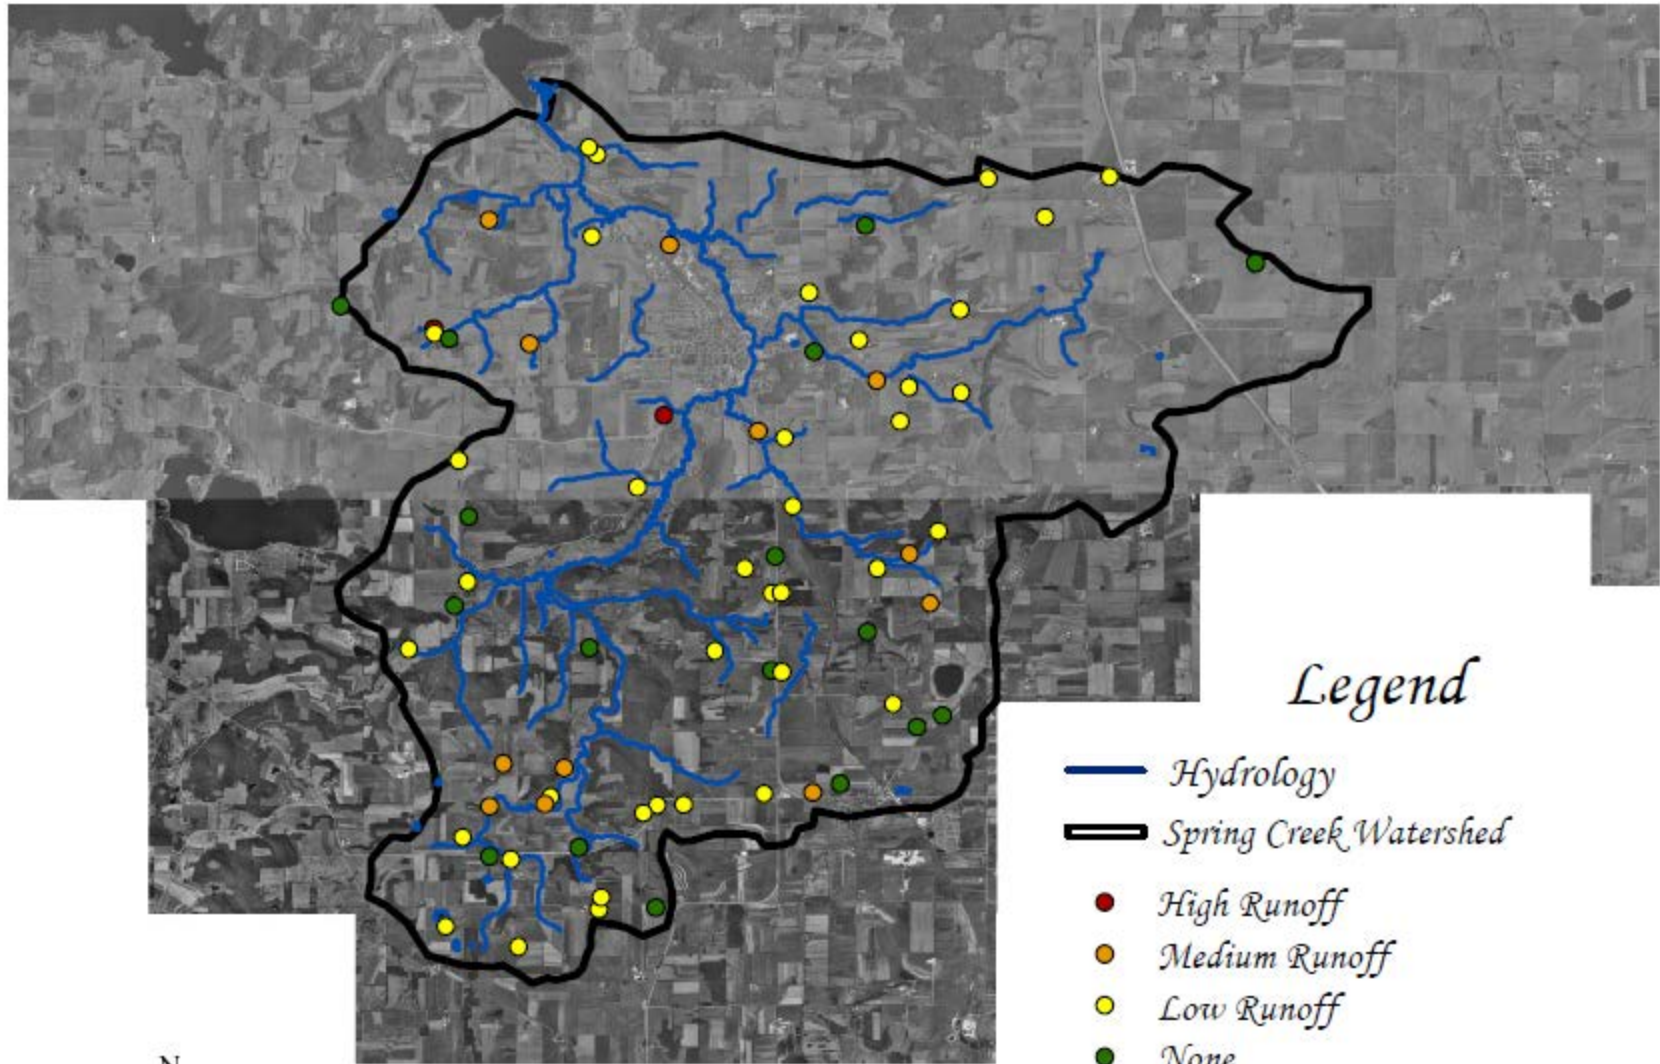 Legend
Hydrology
Spring Creek Watershed
High Runoff
Medium Runoff
Low Runoff
None
N